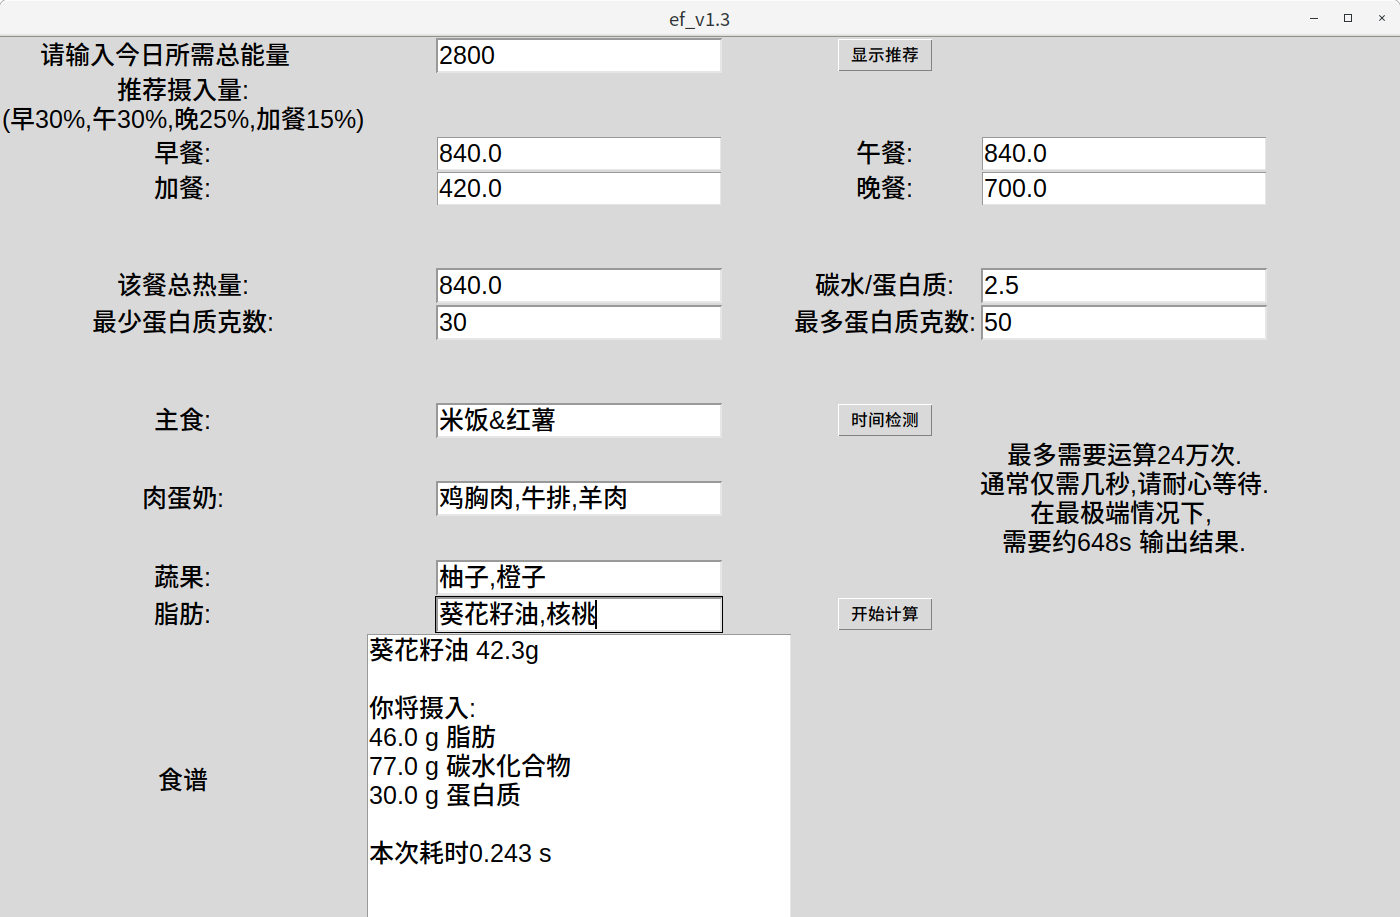 ef_v1.3
请输入今日所需总能量 2800 显示推荐
推荐摄入量:
(早30%,午30%,晚25%,加餐15%)
早餐: 840.0 午餐: 840.0
加餐: 420.0 晚餐: 700.0
该餐总热量: 840.0 碳水/蛋白质: 2.5
最少蛋白质克数: 30 最多蛋白质克数: 50
主食: 米饭&红薯 时间检测
最多需要运算24万次.
通常仅需几秒,请耐心等待.
在最极端情况下,
需要约648s 输出结果.
肉蛋奶: 鸡胸肉,牛排,羊肉
蔬果: 柚子,橙子
脂肪: 葵花籽油,核桃 开始计算
食谱
葵花籽油 42.3g
你将摄入:
46.0 g 脂肪
77.0 g 碳水化合物
30.0 g 蛋白质
本次耗时0.243 s